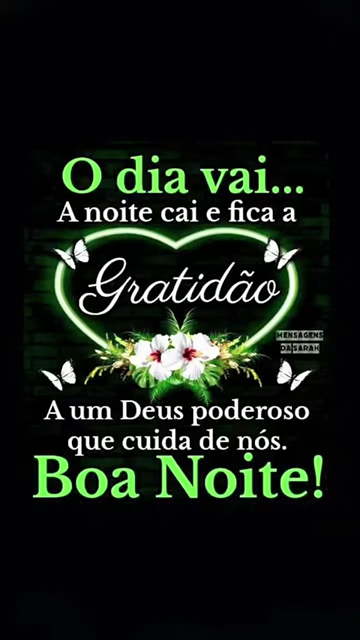 O dia vai...
A noite cai e fica a
Gratidão
MENSAGENS
DA SARAH
A um Deus poderoso
que cuida de nós.
Boa Noite!